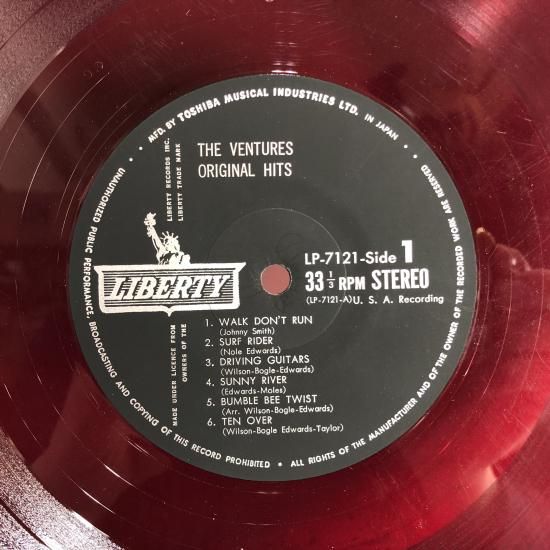 MFD. BY TOSHIBA MUSICAL INDUSTRIES LTD. IN JAPAN
THE VENTURES
ORIGINAL HITS
LIBERTY RECORDS INC.
LIBERTY TRADE MARK
LIBERTY
LP-7121-Side 1
33 1/3 RPM STEREO
(LP-7121-A) U. S. A. Recording
MADE UNDER LICENCE FROM
OWNERS OF THE
1. WALK DON'T RUN
(Johnny Smith)
2. SURF RIDER
(Nole Edwards)
3. DRIVING GUITARS
(Wilson-Bogle-Edwards)
4. SUNNY RIVER
(Edwards-Moles)
5. BUMBLE BEE TWIST
(Arr. Wilson-Bogle-Edwards)
6. TEN OVER
(Wilson-Bogle Edwards-Taylor)
UNAUTHORIZED PUBLIC PERFORMANCE, BROADCASTING AND COPYING OF THIS RECORD PROHIBITED • ALL RIGHTS OF THE MANUFACTURER AND OF THE OWNER OF THE RECORDED WORK ARE RESERVED